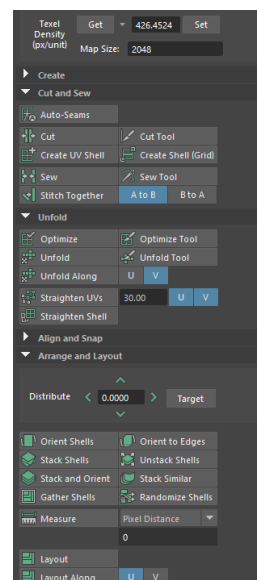 Texel Density (px/unit) Get 426.4524 Set
Map Size: 2048
Create
Cut and Sew
Auto-Seams
Cut Cut Tool
Create UV Shell Create Shell (Grid)
Sew Sew Tool
Stitch Together A to B B to A
Unfold
Optimize Optimize Tool
Unfold Unfold Tool
Unfold Along U V
Straighten UVs 30.00 U V
Straighten Shell
Align and Snap
Arrange and Layout
Distribute < 0.0000 > Target
Orient Shells Orient to Edges
Stack Shells Unstack Shells
Stack and Orient Stack Similar
Gather Shells Randomize Shells
Measure Pixel Distance
0
Layout
Layout Along U V